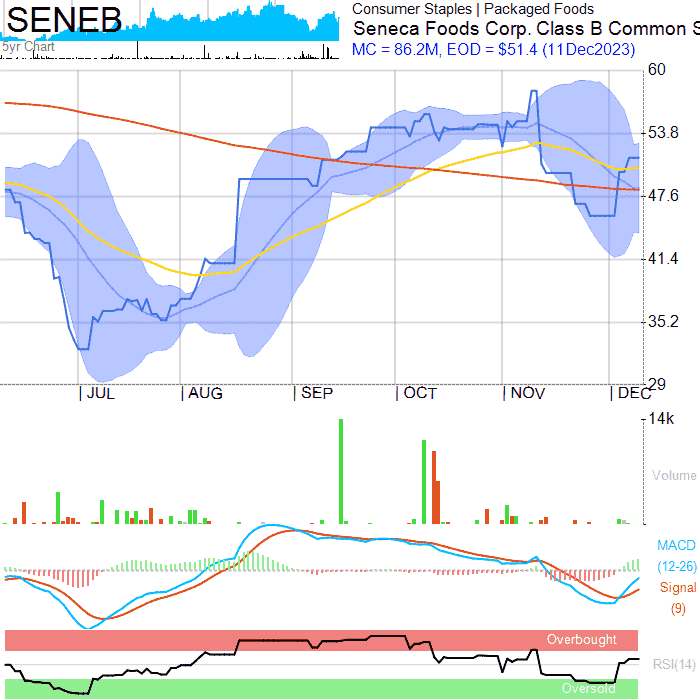 SENEB
5yr Chart
Consumer Staples | Packaged Foods
Seneca Foods Corp. Class B Common S
MC = 86.2M, EOD = $51.4 (11Dec2023)
60
53.8
47.6
41.4
35.2
29
JUL AUG SEP OCT NOV DEC
14k
Volume
MACD
(12-26)
Signal
(9)
Overbought
RSI(14)
Oversold